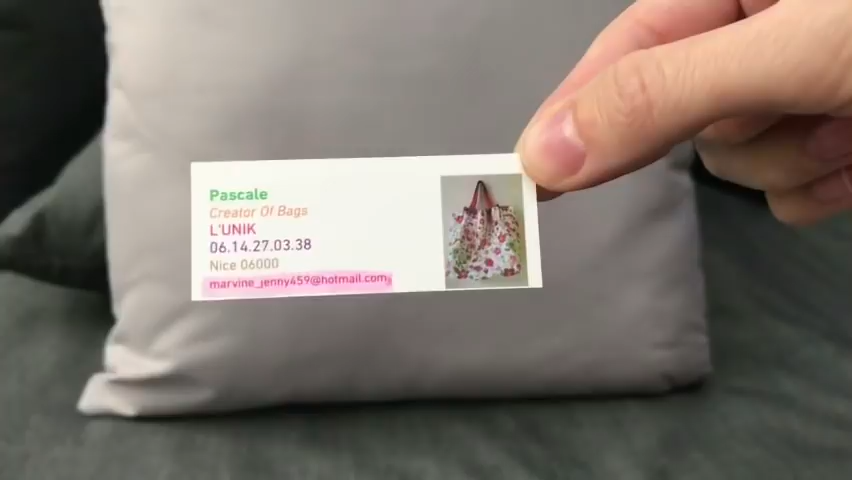 Pascale
Creator Of Bags
L'UNIK
06.14.27.03.38
Nice 06000
marvine_jenny459@hotmail.com